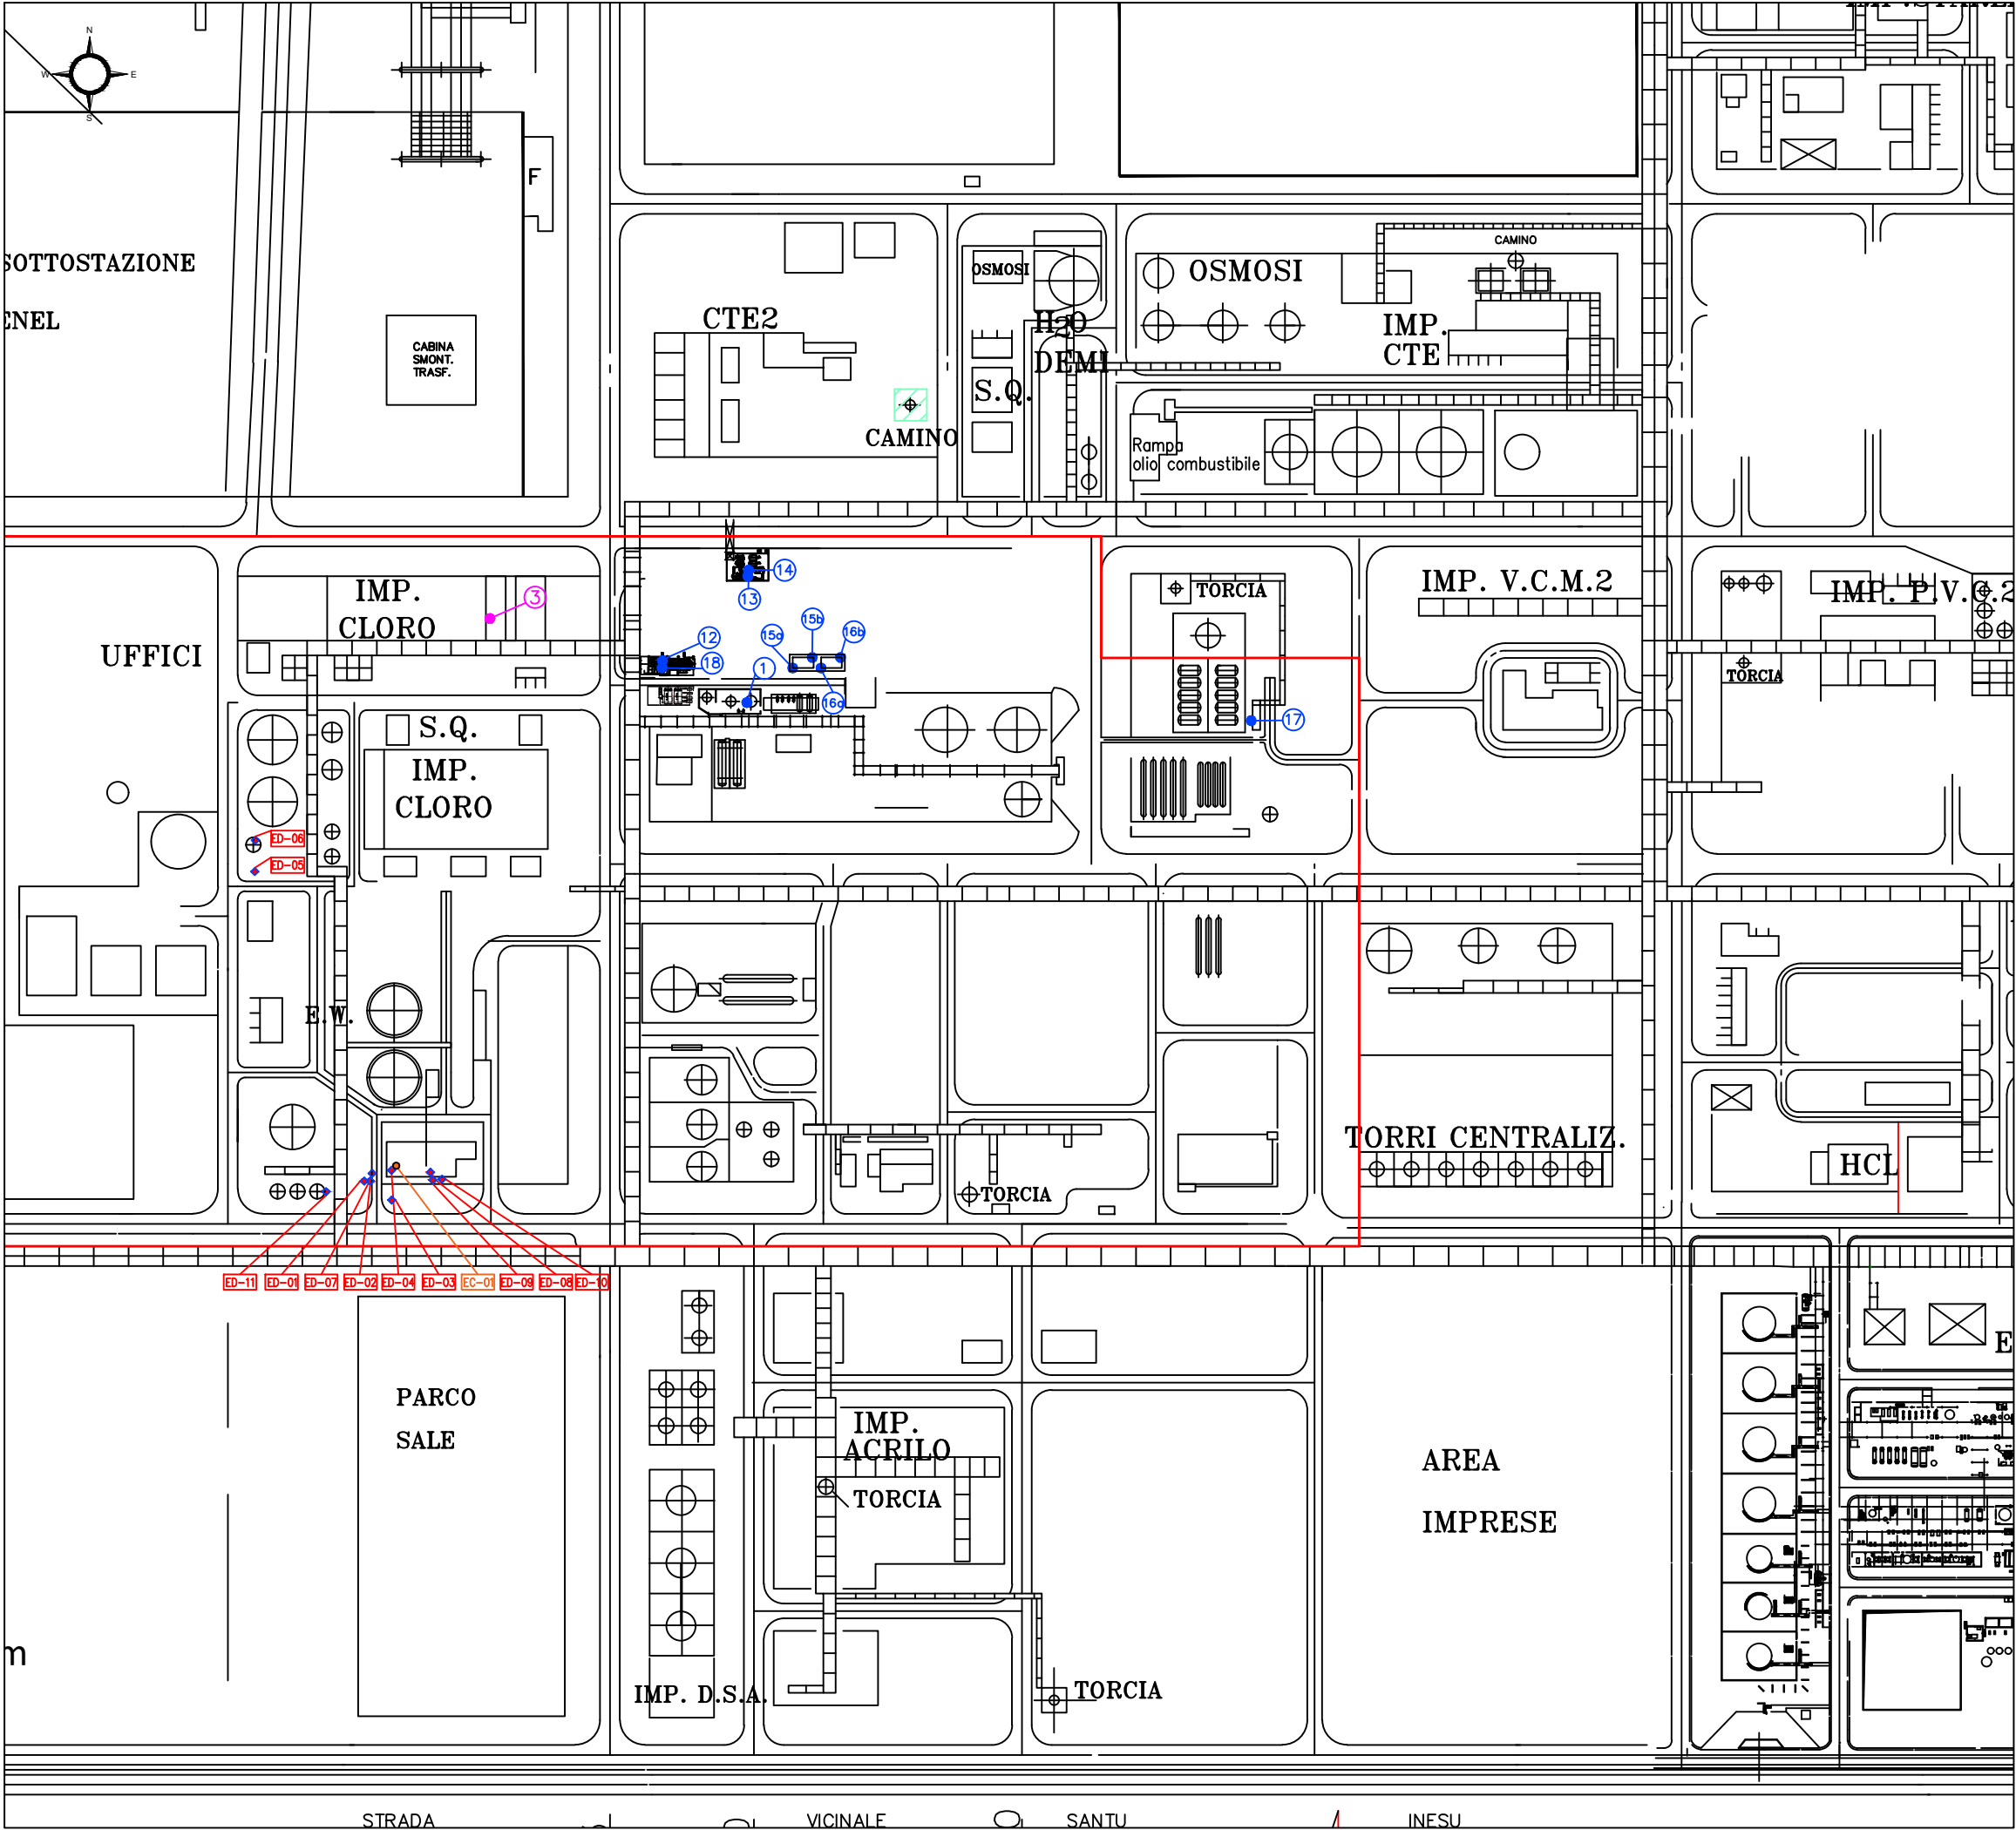 N
W
E
S
F
SOTTOSTAZIONE
ENEL
CABINA
SMONT.
TRASF.
CTE2
CAMINO
OSMOSI
H2O
DEMI
S.Q.
OSMOSI
CAMINO
IMP.
CTE
Rampa
olio combustibile
IMP.
CLORO
3
UFFICI
14
13
12
18
15a
15b
16b
1
16a
TORCIA
17
IMP. V.C.M.2
IMP. P.V.C.2
TORCIA
S.Q.
IMP.
CLORO
ED-06
ED-05
E.W.
TORCIA
TORRI CENTRALIZ.
HCL
ED-11
ED-01
ED-07
ED-02
ED-04
ED-03
EC-01
ED-09
ED-08
ED-10
PARCO
SALE
IMP.
ACRILO
TORCIA
AREA
IMPRESE
E
m
IMP. D.S.A.
TORCIA
STRADA VICINALE SANTU INESU